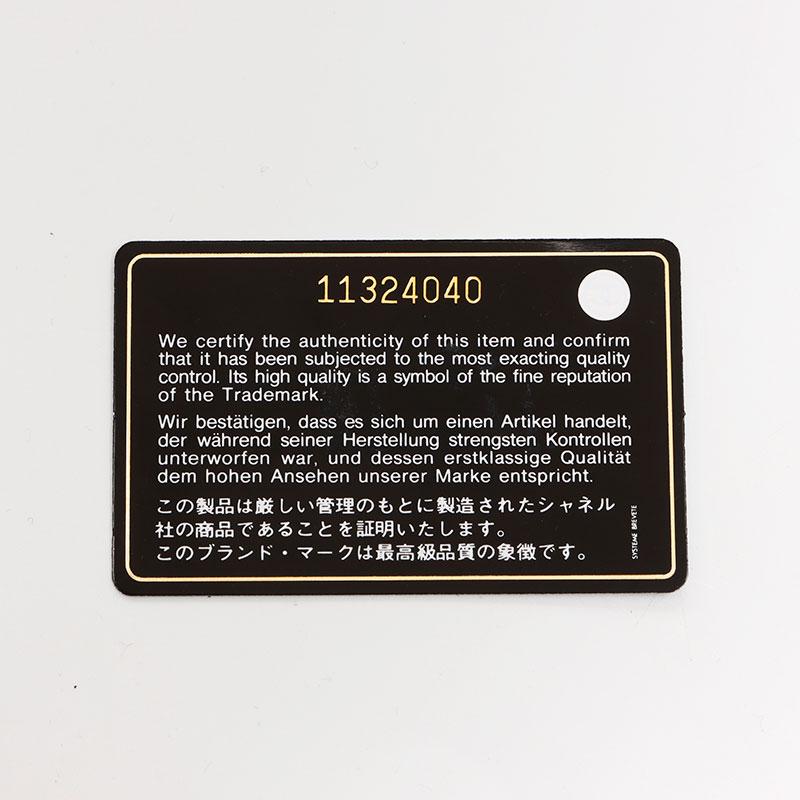 11324040
We certify the authenticity of this item and confirm
that it has been subjected to the most exacting quality
control. Its high quality is a symbol of the fine reputation
of the Trademark.
Wir bestätigen, dass es sich um einen Artikel handelt,
der während seiner Herstellung strengsten Kontrollen
unterworfen war, und dessen erstklassige Qualität
dem hohen Ansehen unserer Marke entspricht.
この製品は厳しい管理のもとに製造されたシャネル
社の商品であることを証明いたします。
このブランド・マークは最高級品質の象徴です。
SYSTEME BREVETE